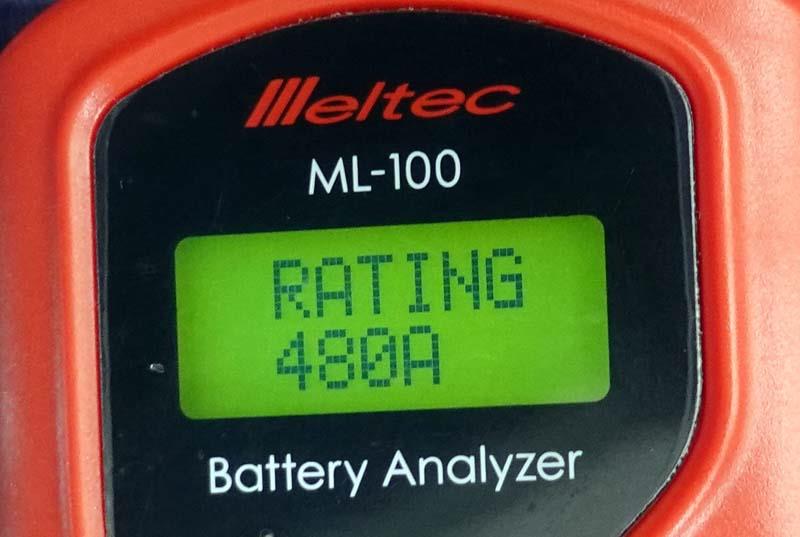 Meltec
ML-100
RATING
480A
Battery Analyzer